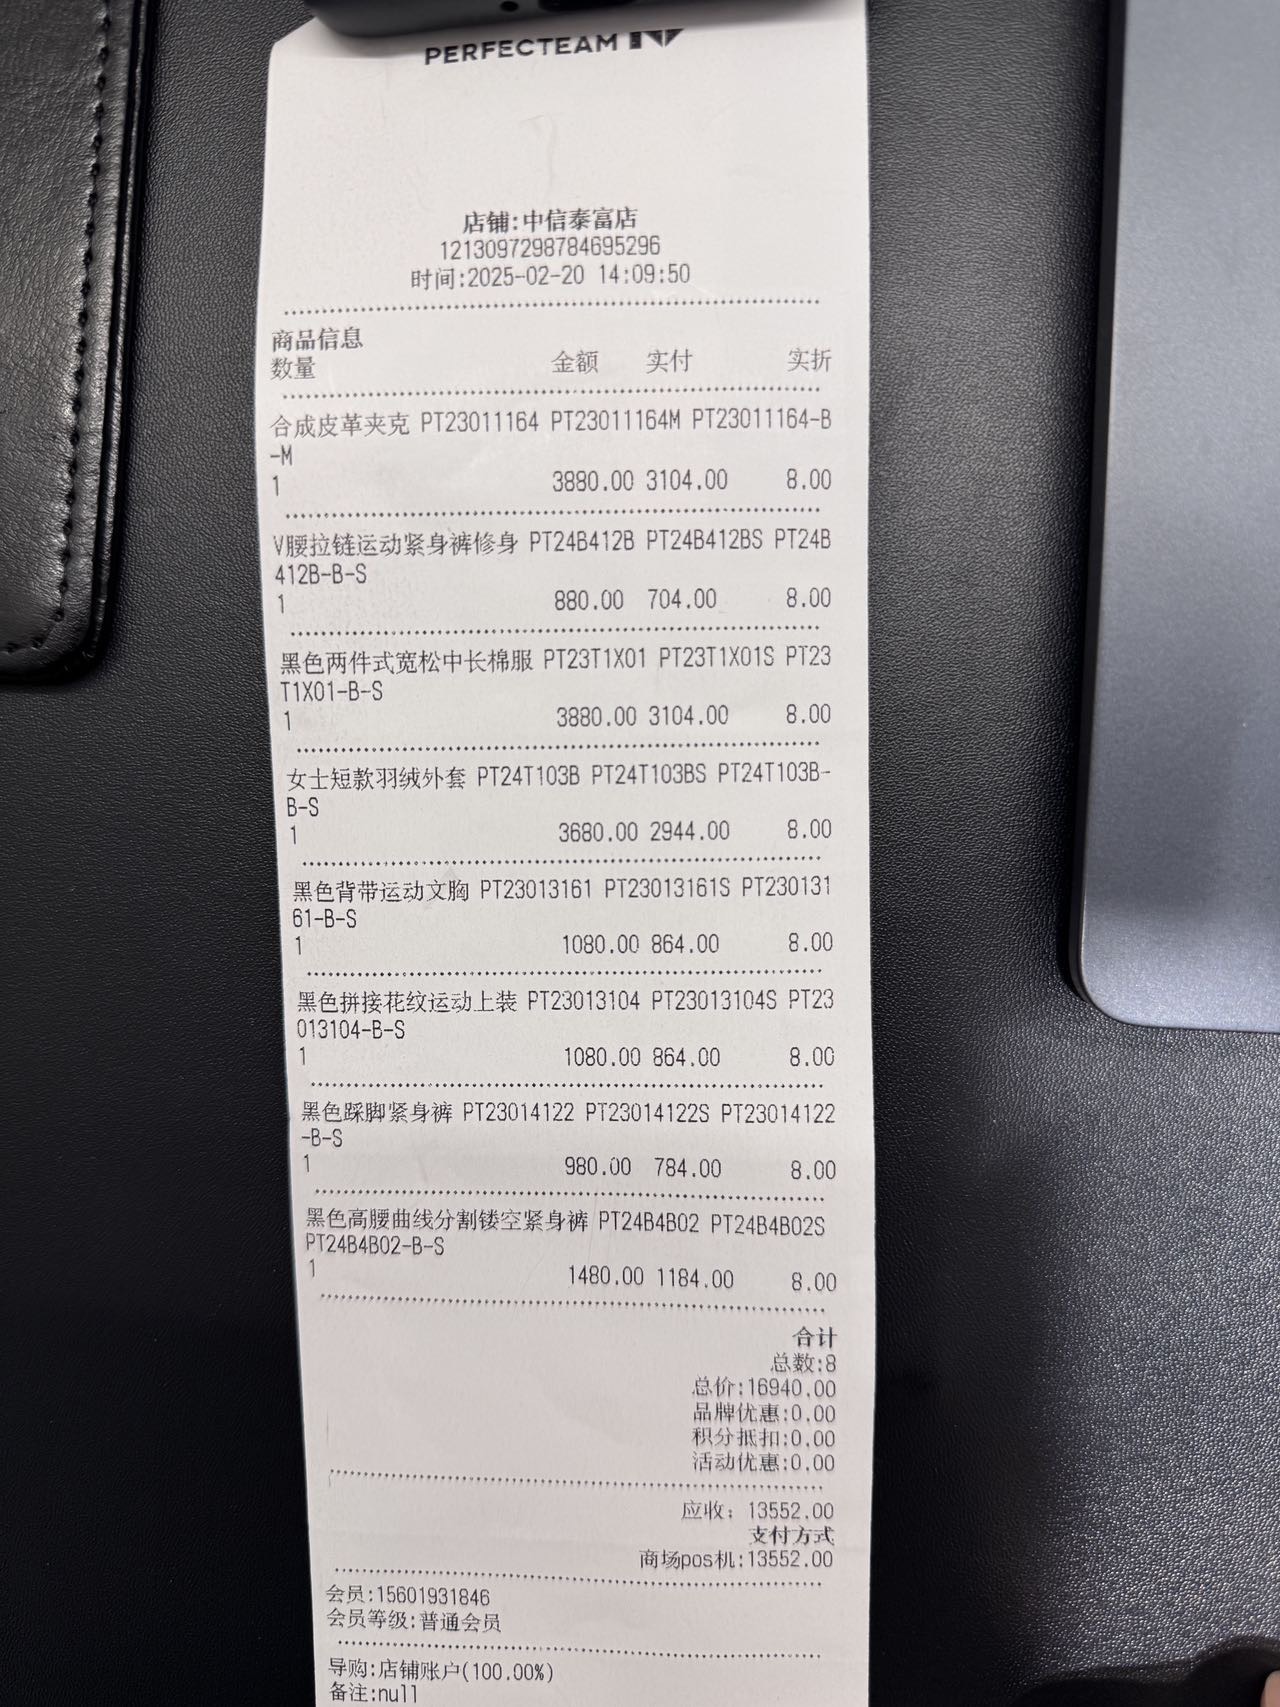 PERFECTEAM
店铺:中信泰富店
1213097298784695296
时间:2025-02-20 14:09:50
商品信息
数量 金额 实付 实折
合成皮革夹克 PT23011164 PT23011164M PT23011164-B
-M
1 3880.00 3104.00 8.00
V腰拉链运动紧身裤修身 PT24B412B PT24B412BS PT24B
412B-B-S
1 880.00 704.00 8.00
黑色两件式宽松中长棉服 PT23T1X01 PT23T1X01S PT23
T1X01-B-S
1 3880.00 3104.00 8.00
女士短款羽绒外套 PT24T103B PT24T103BS PT24T103B-
B-S
1 3680.00 2944.00 8.00
黑色背带运动文胸 PT23013161 PT23013161S PT230131
61-B-S
1 1080.00 864.00 8.00
黑色拼接花纹运动上装 PT23013104 PT23013104S PT23
013104-B-S
1 1080.00 864.00 8.00
黑色踩脚紧身裤 PT23014122 PT23014122S PT23014122
-B-S
1 980.00 784.00 8.00
黑色高腰曲线分割镂空紧身裤 PT24B4B02 PT24B4B02S
PT24B4B02-B-S
1 1480.00 1184.00 8.00
合计
总数:8
总价:16940.00
品牌优惠:0.00
积分抵扣:0.00
活动优惠:0.00
应收: 13552.00
支付方式
商场pos机:13552.00
会员:15601931846
会员等级:普通会员
导购:店铺账户(100.00%)
备注:null